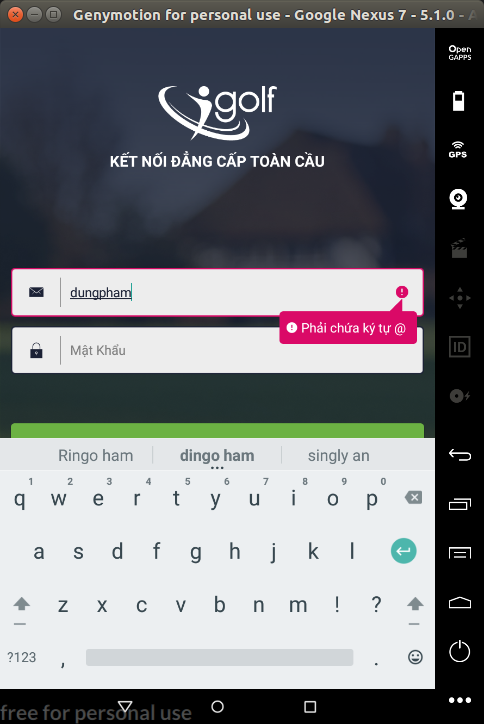 Genymotion for personal use - Google Nexus 7 - 5.1.0 - A
Open
GAPPS
GPS
ID
golf
KẾT NỐI ĐẲNG CẤP TOÀN CẦU
dungpham
Phải chứa ký tự @
Mật Khẩu
Ringo ham dingo ham singly an
1 2 3 4 5 6 7 8 9 0
q w e r t y u i o p
a s d f g h j k l
z x c v b n m ! ?
?123 , .
free for personal use